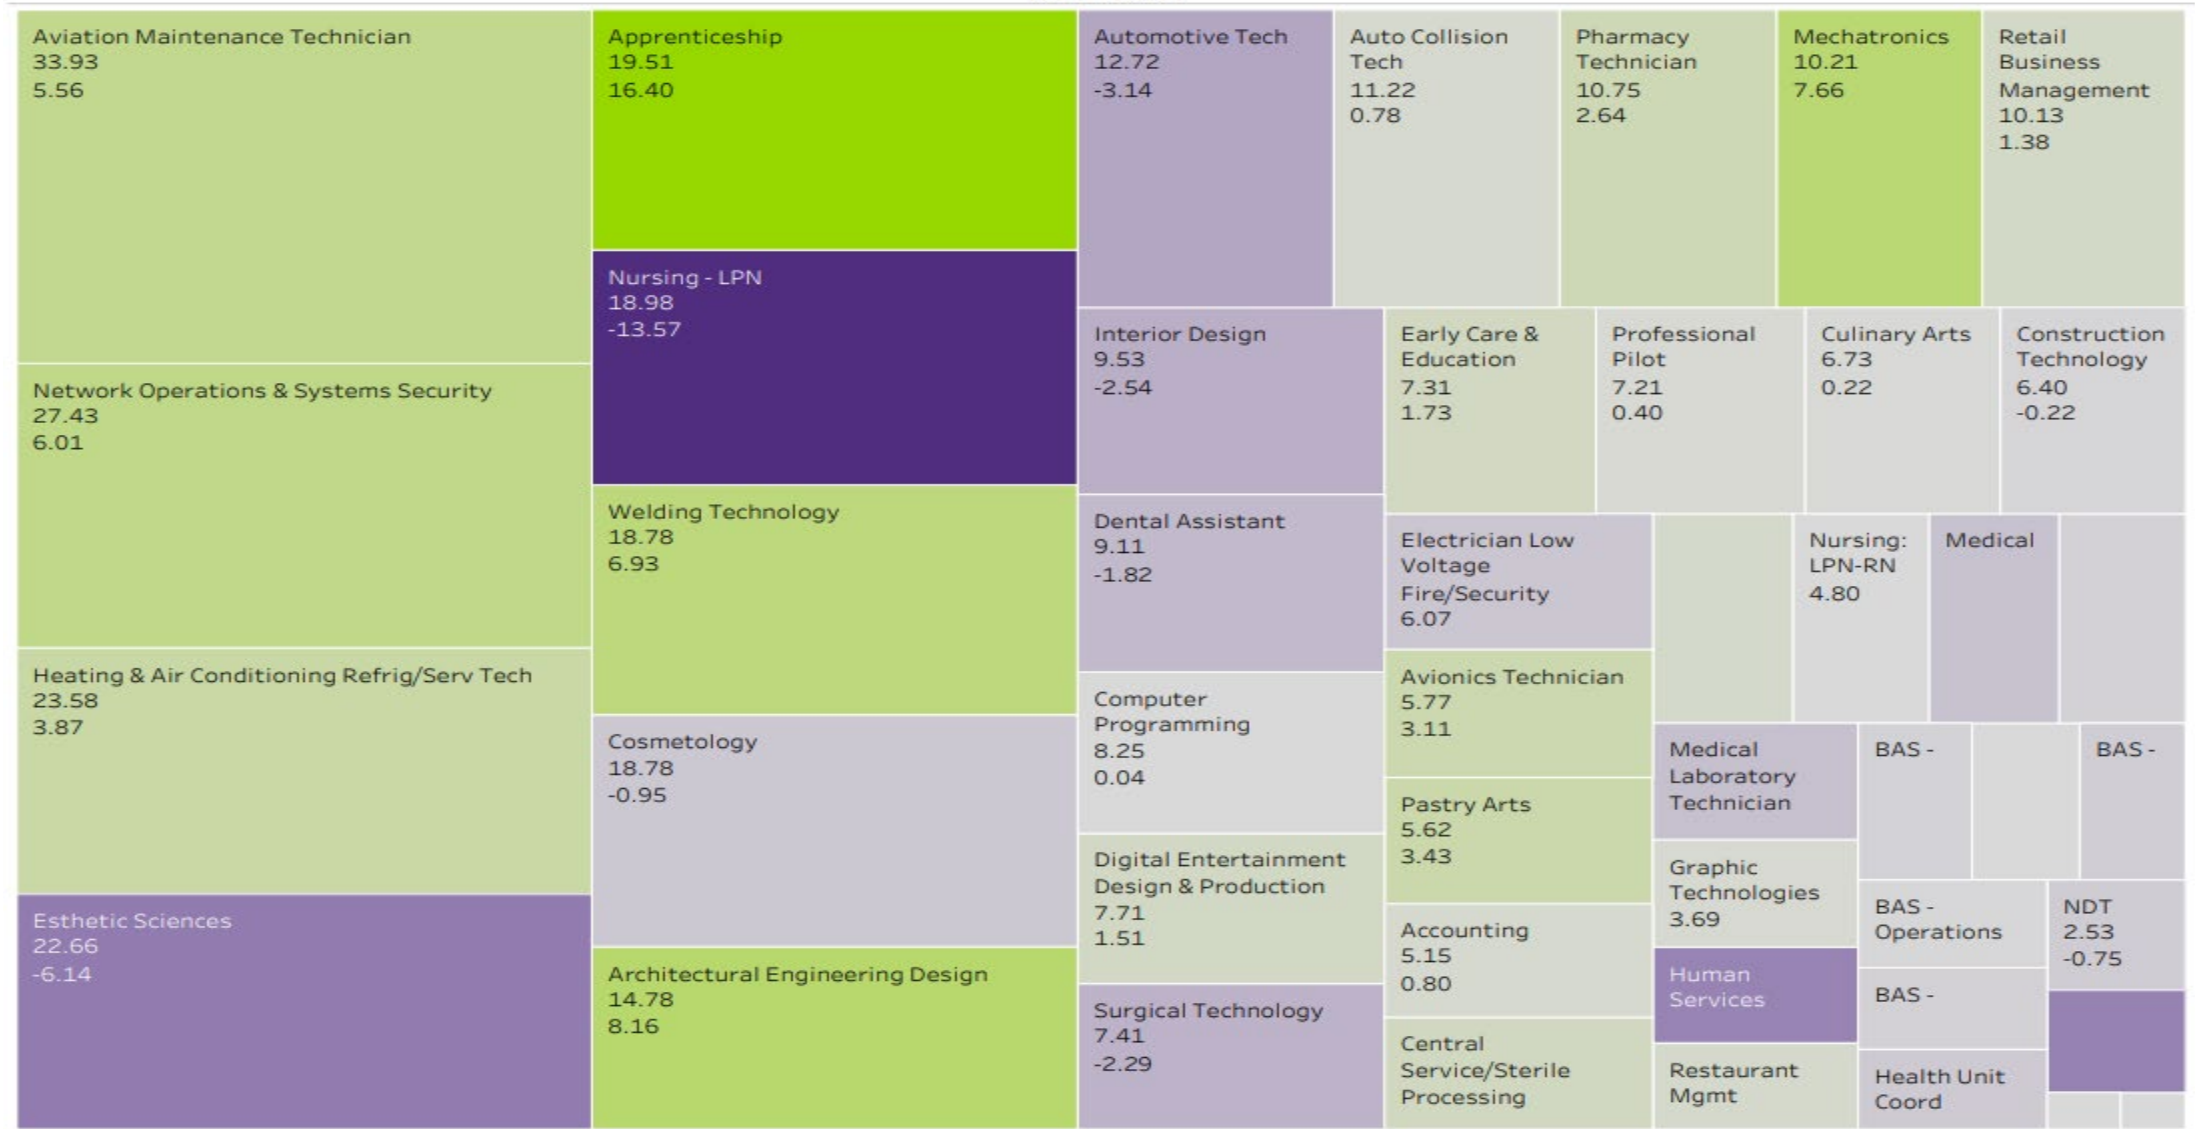 Aviation Maintenance Technician
33.93
5.56
Network Operations & Systems Security
27.43
6.01
Heating & Air Conditioning Refrig/Serv Tech
23.58
3.87
Esthetic Sciences
22.66
-6.14
Apprenticeship
19.51
16.40
Nursing - LPN
18.98
-13.57
Welding Technology
18.78
6.93
Cosmetology
18.78
-0.95
Architectural Engineering Design
14.78
8.16
Automotive Tech
12.72
-3.14
Auto Collision
Tech
11.22
0.78
Pharmacy
Technician
10.75
2.64
Mechatronics
10.21
7.66
Retail
Business
Management
10.13
1.38
Interior Design
9.53
-2.54
Dental Assistant
9.11
-1.82
Computer
Programming
8.25
0.04
Digital Entertainment
Design & Production
7.71
1.51
Surgical Technology
7.41
-2.29
Early Care &
Education
7.31
1.73
Professional
Pilot
7.21
0.40
Culinary Arts
6.73
0.22
Construction
Technology
6.40
-0.22
Electrician Low
Voltage
Fire/Security
6.07
Avionics Technician
5.77
3.11
Pastry Arts
5.62
3.43
Accounting
5.15
0.80
Central
Service/Sterile
Processing
Nursing:
LPN-RN
4.80
Medical
Medical
Laboratory
Technician
Graphic
Technologies
3.69
Human
Services
Restaurant
Mgmt
BAS -
BAS -
BAS -
Operations
BAS -
Health Unit
Coord
NDT
2.53
-0.75